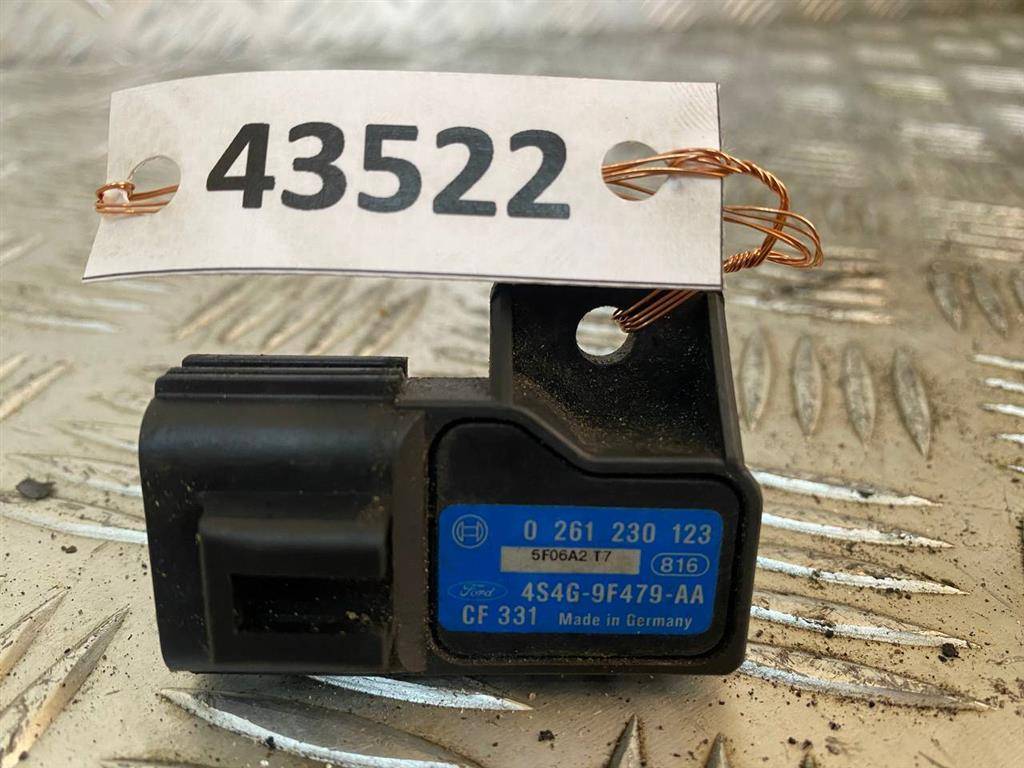 43522
0 261 230 123
5F06A2 T7
816
Ford 4S4G-9F479-AA
CF 331 Made in Germany